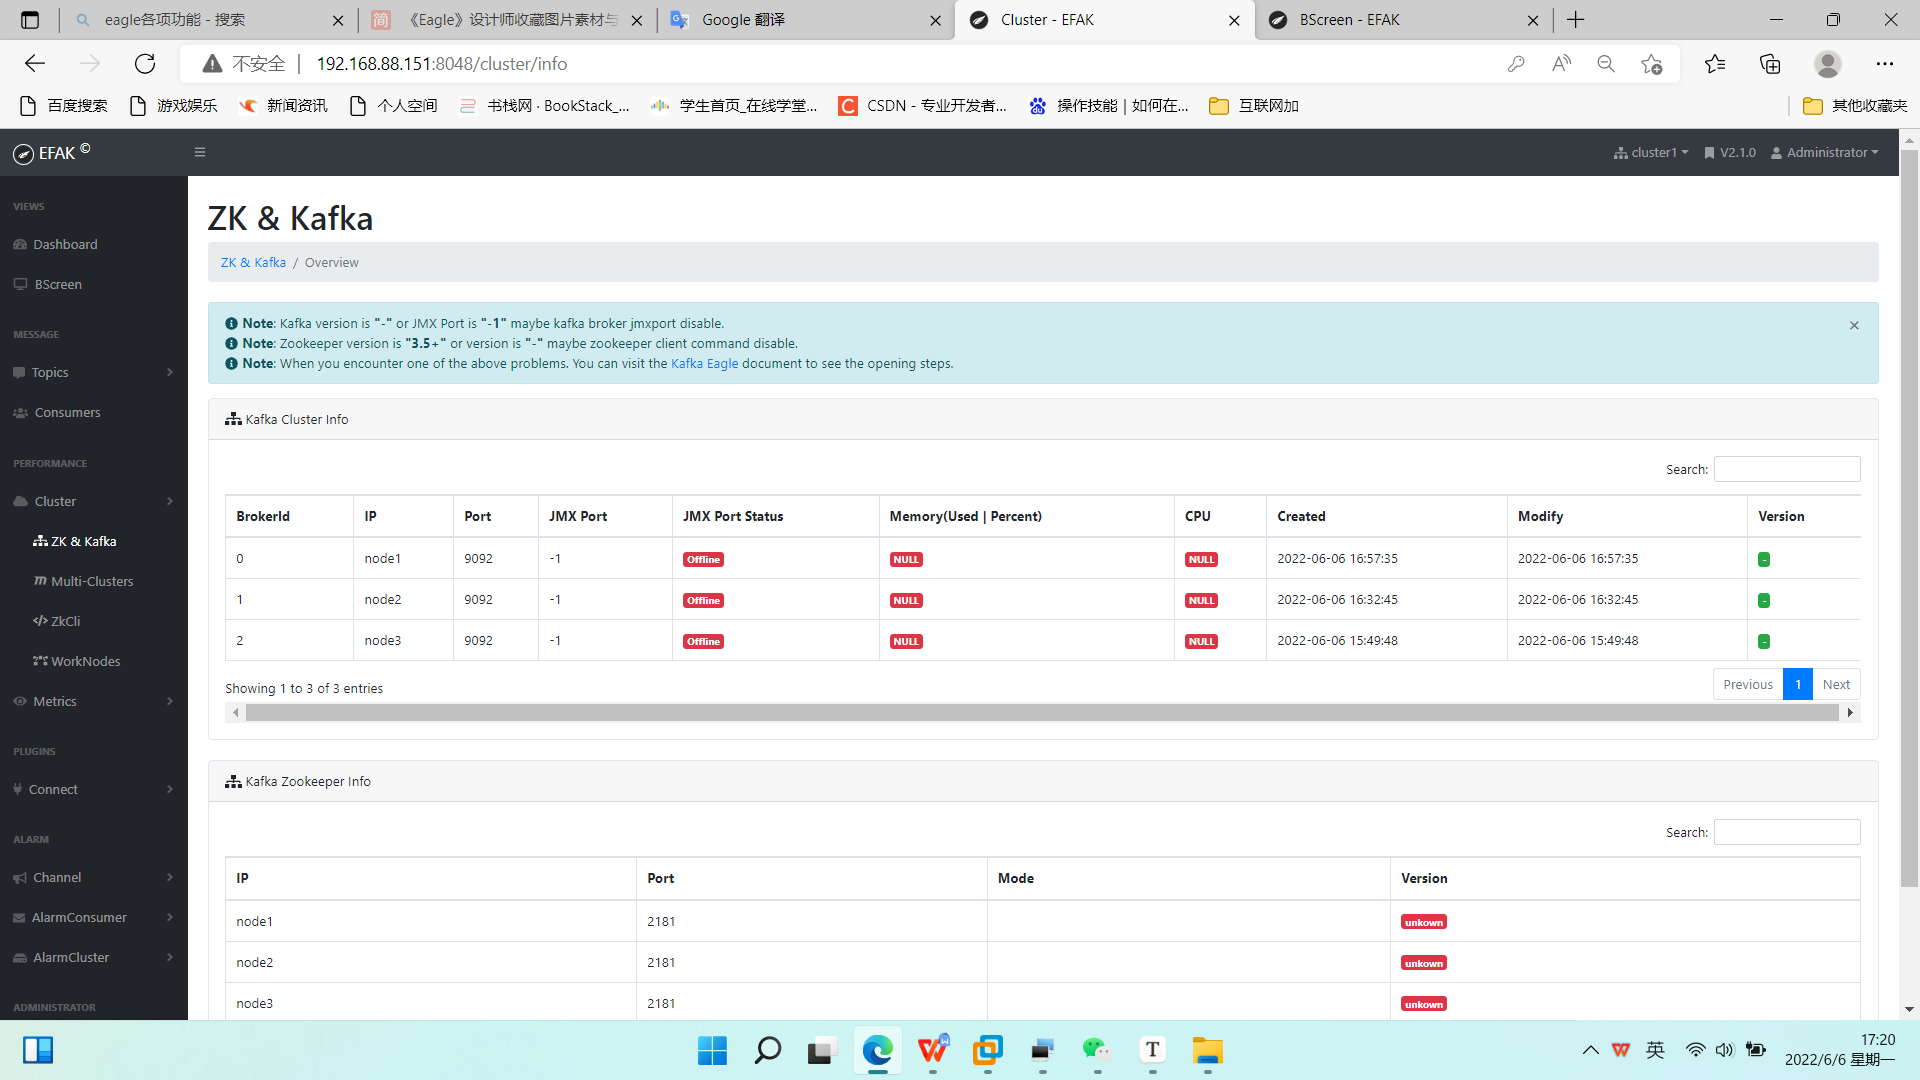 eagle各项功能 - 搜索
简 《Eagle》设计师收藏图片素材与
Google 翻译
Cluster - EFAK
BScreen - EFAK
不安全 | 192.168.88.151:8048/cluster/info
百度搜索
游戏娱乐
新闻资讯
个人空间
书栈网 · BookStack_...
学生首页_在线学堂...
CSDN - 专业开发者...
操作技能 | 如何在...
互联网加
其他收藏夹
EFAK ©
cluster1
V2.1.0
Administrator
VIEWS
Dashboard
BScreen
MESSAGE
Topics
Consumers
PERFORMANCE
Cluster
ZK & Kafka
Multi-Clusters
ZkCli
WorkNodes
Metrics
PLUGINS
Connect
ALARM
Channel
AlarmConsumer
AlarmCluster
ADMINISTRATOR
ZK & Kafka
ZK & Kafka / Overview
Note: Kafka version is "-" or JMX Port is "-1" maybe kafka broker jmxport disable.
Note: Zookeeper version is "3.5+" or version is "-" maybe zookeeper client command disable.
Note: When you encounter one of the above problems. You can visit the Kafka Eagle document to see the opening steps.
Kafka Cluster Info
Search:
BrokerId IP Port JMX Port JMX Port Status Memory(Used | Percent) CPU Created Modify Version
0 node1 9092 -1 Offline NULL NULL 2022-06-06 16:57:35 2022-06-06 16:57:35 -
1 node2 9092 -1 Offline NULL NULL 2022-06-06 16:32:45 2022-06-06 16:32:45 -
2 node3 9092 -1 Offline NULL NULL 2022-06-06 15:49:48 2022-06-06 15:49:48 -
Showing 1 to 3 of 3 entries
Previous 1 Next
Kafka Zookeeper Info
Search:
IP Port Mode Version
node1 2181 unkown
node2 2181 unkown
node3 2181 unkown
英
17:20
2022/6/6 星期一